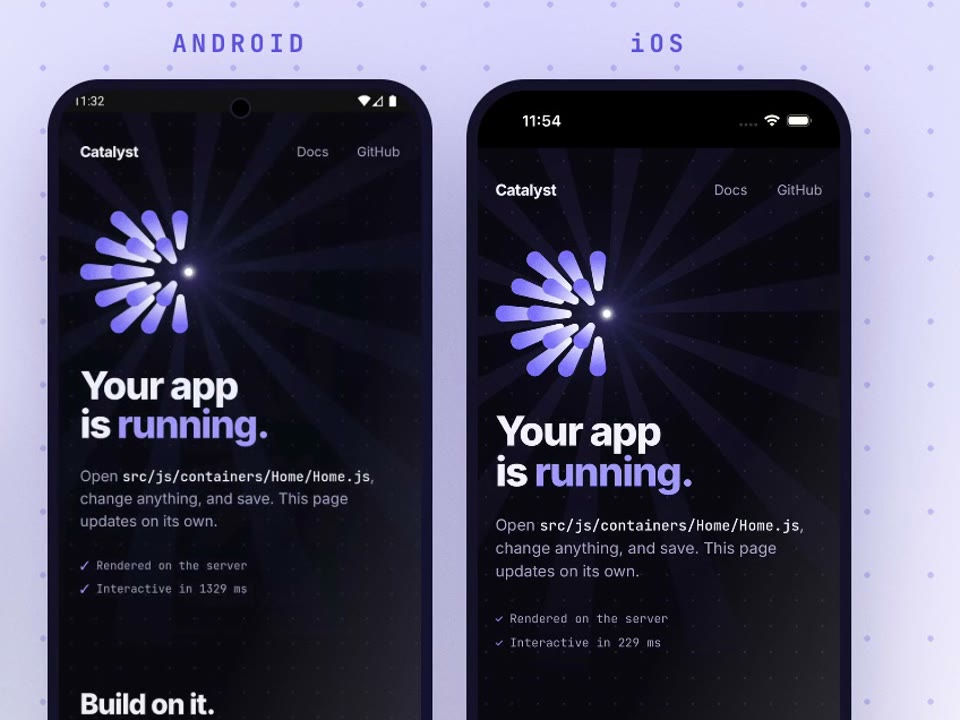 ANDROID
11:32
Catalyst Docs GitHub
Your app
is running.
Open src/js/containers/Home/Home.js,
change anything, and save. This page
updates on its own.
✓ Rendered on the server
✓ Interactive in 1329 ms
Build on it.
iOS
11:54
Catalyst Docs GitHub
Your app
is running.
Open src/js/containers/Home/Home.js,
change anything, and save. This page
updates on its own.
✓ Rendered on the server
✓ Interactive in 229 ms